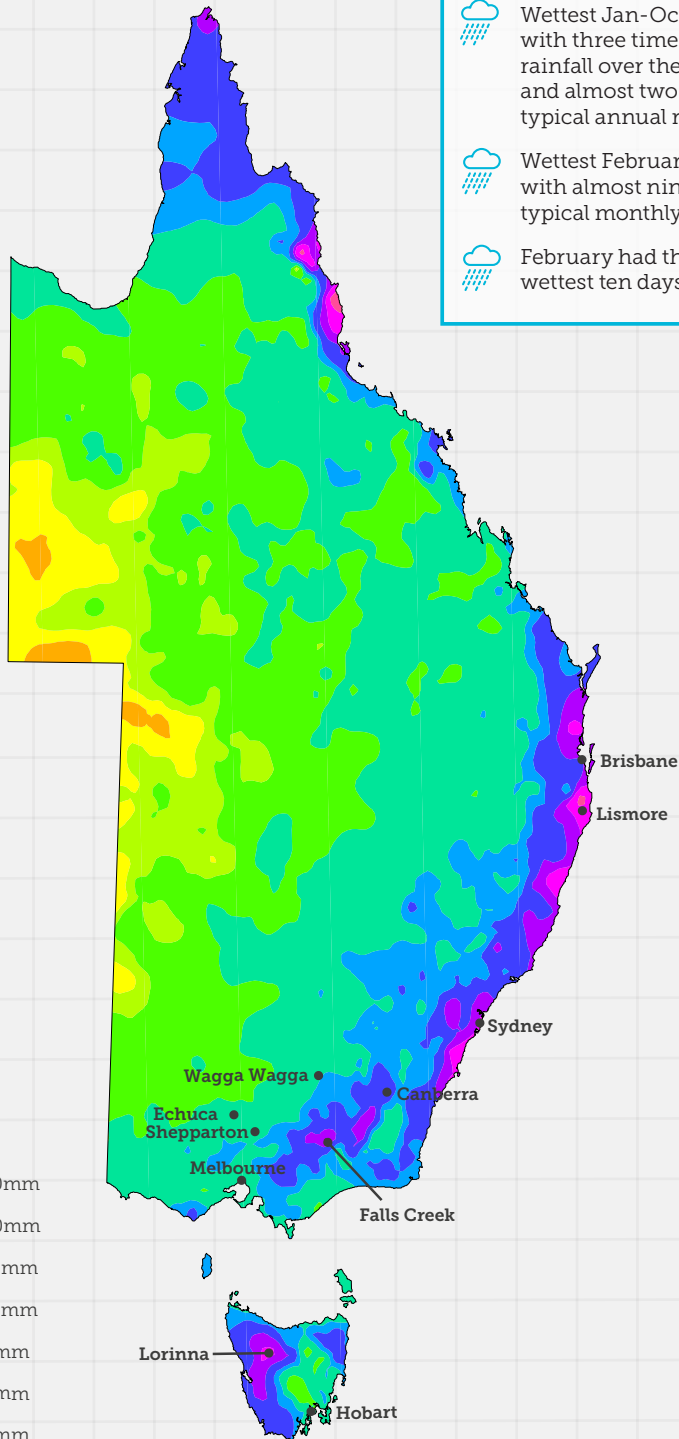 Wettest Jan-Oc
with three time
rainfall over the
and almost two
typical annual r
Wettest Februar
with almost nin
typical monthly
February had th
wettest ten days
Brisbane
Lismore
Sydney
Wagga Wagga
Canberra
Echuca
Shepparton
Melbourne
Falls Creek
0mm
0mm
mm
mm
mm
mm
mm
Lorinna
Hobart